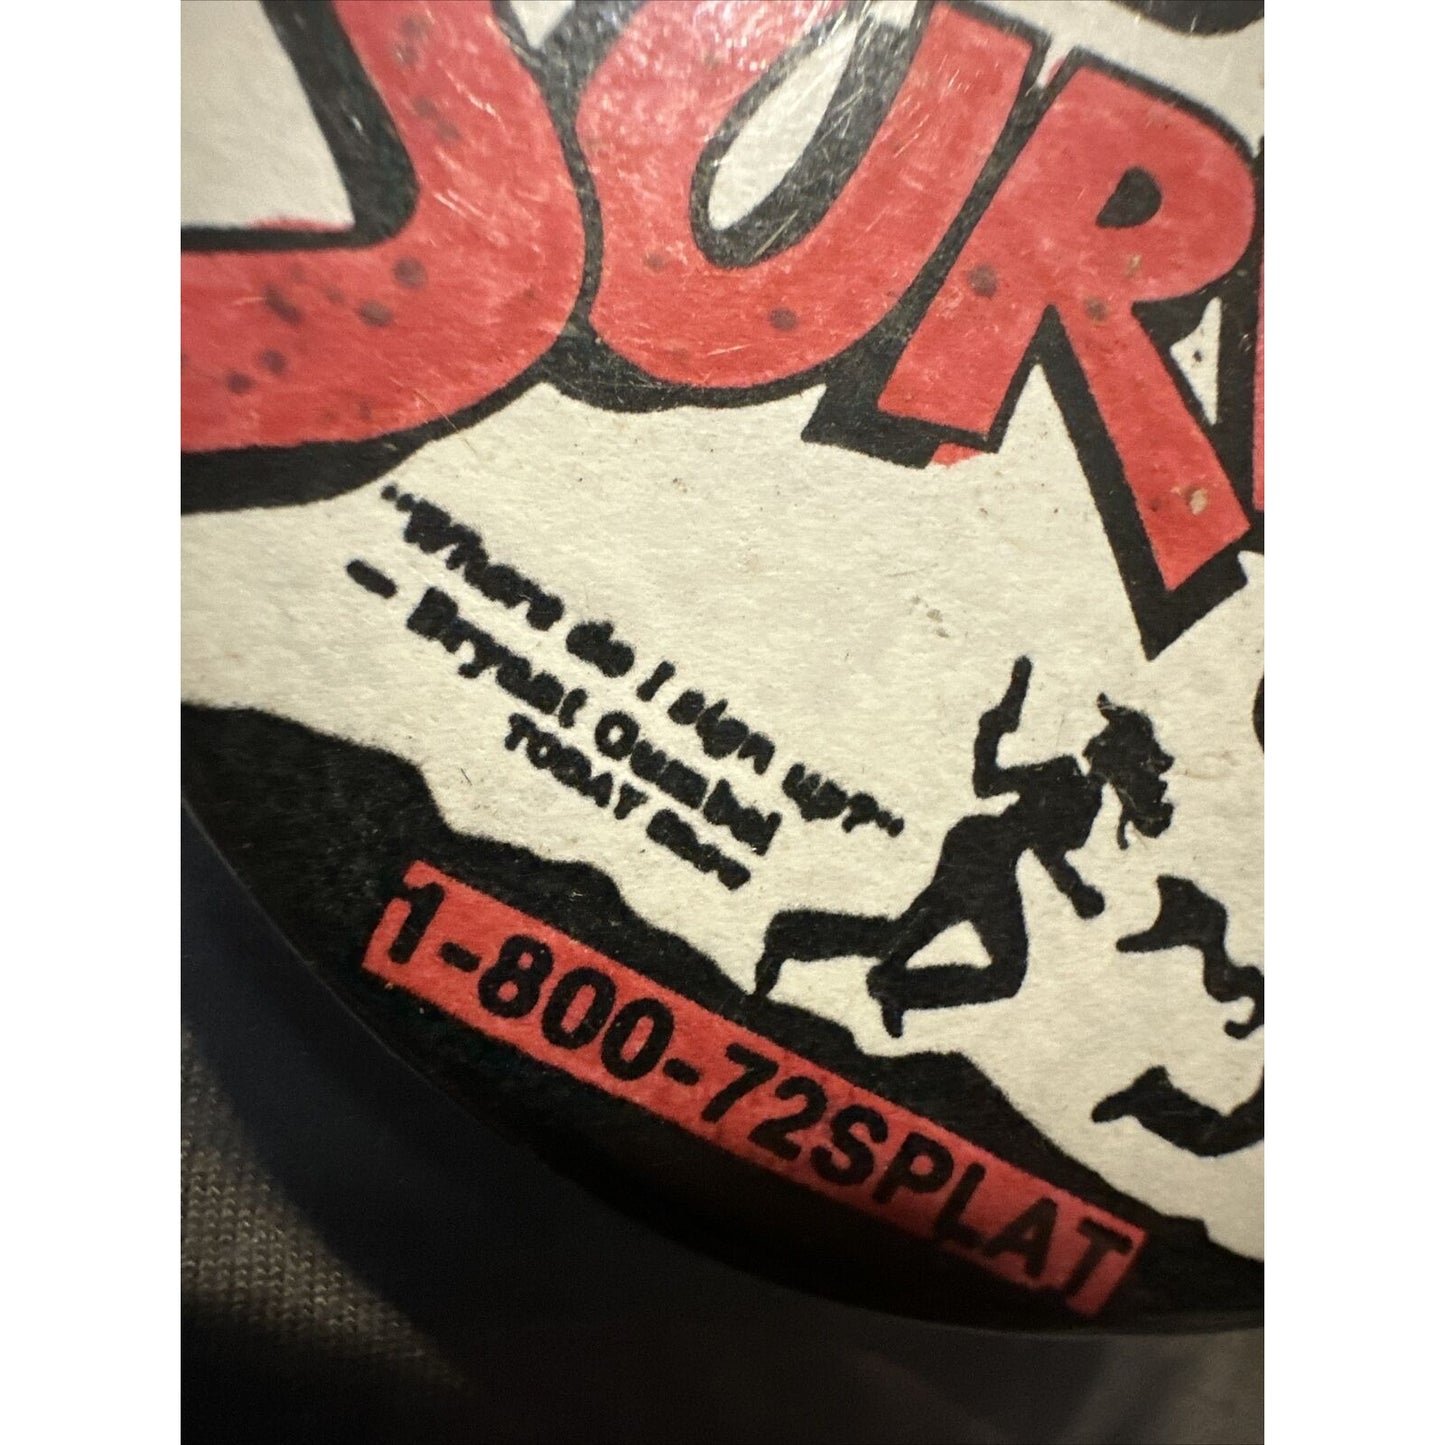 SUR
"Where do I sign up?"
— Bryant Gumbel
TODAY Show
1-800-72SPLAT